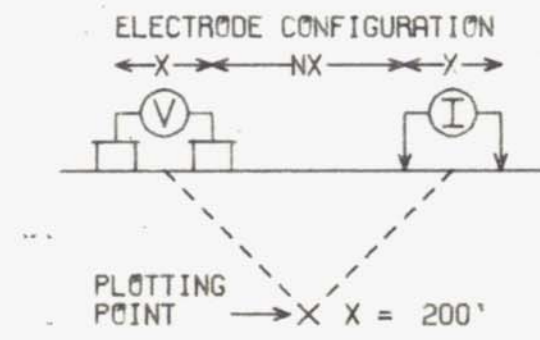 ELECTRODE CONFIGURATION
X NX Y
V I
PLOTTING
POINT X X = 200'